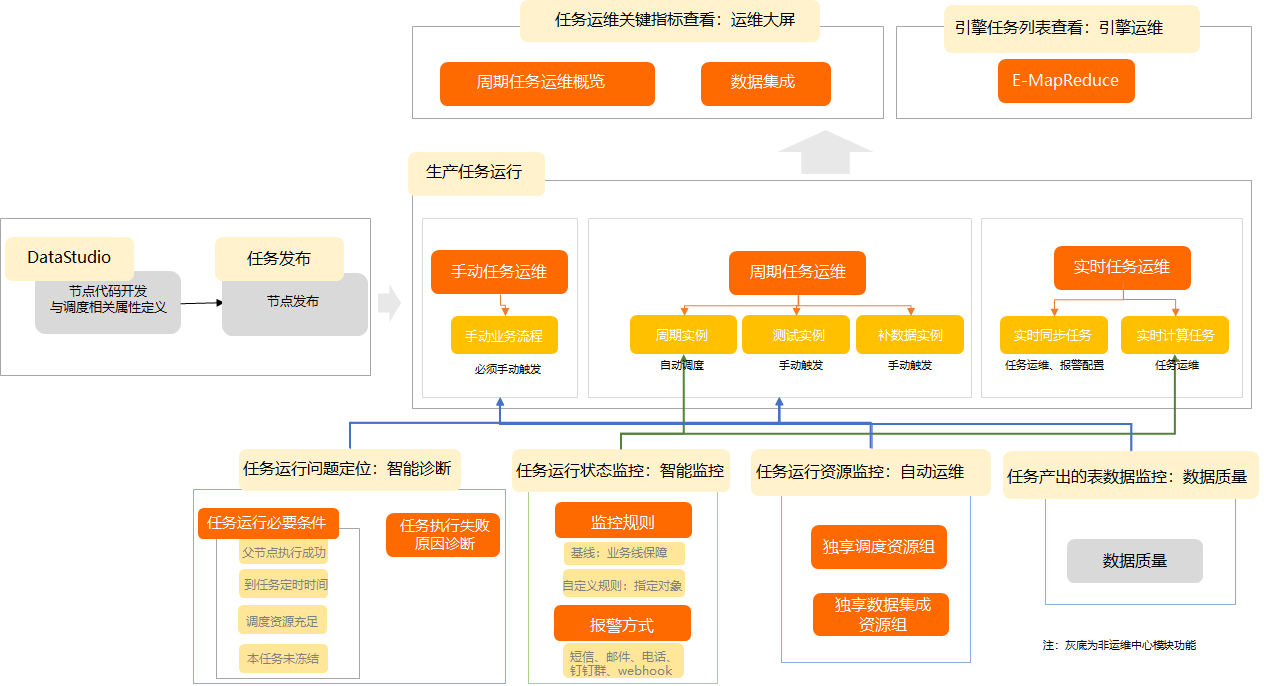 任务运维关键指标查看：运维大屏
周期任务运维概览
数据集成
引擎任务列表查看：引擎运维
E-MapReduce
生产任务运行
DataStudio
节点代码开发
与调度相关属性定义
任务发布
节点发布
手动任务运维
手动业务流程
必须手动触发
周期任务运维
周期实例
自动调度
测试实例
手动触发
补数据实例
手动触发
实时任务运维
实时同步任务
任务运维、报警配置
实时计算任务
任务运维
任务运行问题定位：智能诊断
任务运行必要条件
父节点执行成功
到任务定时时间
调度资源充足
本任务未冻结
任务执行失败
原因诊断
任务运行状态监控：智能监控
监控规则
基线：业务线保障
自定义规则：指定对象
报警方式
短信、邮件、电话、
钉钉群、webhook
任务运行资源监控：自动运维
独享调度资源组
独享数据集成
资源组
任务产出的表数据监控：数据质量
数据质量
注：灰底为非运维中心模块功能